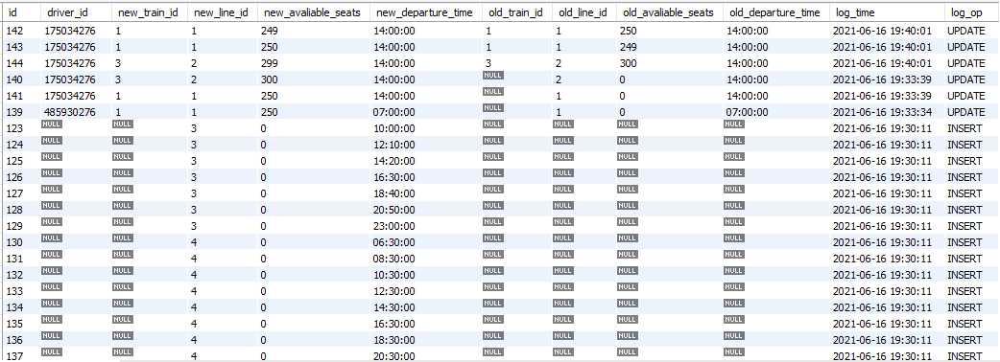 id driver_id new_train_id new_line_id new_avaliable_seats new_departure_time old_train_id old_line_id old_avaliable_seats old_departure_time log_time log_op
142 175034276 1 1 249 14:00:00 1 1 250 14:00:00 2021-06-16 19:40:01 UPDATE
143 175034276 1 1 250 14:00:00 1 1 249 14:00:00 2021-06-16 19:40:01 UPDATE
144 175034276 3 2 299 14:00:00 3 2 300 14:00:00 2021-06-16 19:40:01 UPDATE
140 175034276 3 2 300 14:00:00 NULL 2 0 14:00:00 2021-06-16 19:33:39 UPDATE
141 175034276 1 1 250 14:00:00 NULL 1 0 14:00:00 2021-06-16 19:33:39 UPDATE
139 485930276 1 1 250 07:00:00 NULL 1 0 07:00:00 2021-06-16 19:33:34 UPDATE
123 NULL NULL 3 0 10:00:00 NULL NULL NULL NULL 2021-06-16 19:30:11 INSERT
124 NULL NULL 3 0 12:10:00 NULL NULL NULL NULL 2021-06-16 19:30:11 INSERT
125 NULL NULL 3 0 14:20:00 NULL NULL NULL NULL 2021-06-16 19:30:11 INSERT
126 NULL NULL 3 0 16:30:00 NULL NULL NULL NULL 2021-06-16 19:30:11 INSERT
127 NULL NULL 3 0 18:40:00 NULL NULL NULL NULL 2021-06-16 19:30:11 INSERT
128 NULL NULL 3 0 20:50:00 NULL NULL NULL NULL 2021-06-16 19:30:11 INSERT
129 NULL NULL 3 0 23:00:00 NULL NULL NULL NULL 2021-06-16 19:30:11 INSERT
130 NULL NULL 4 0 06:30:00 NULL NULL NULL NULL 2021-06-16 19:30:11 INSERT
131 NULL NULL 4 0 08:30:00 NULL NULL NULL NULL 2021-06-16 19:30:11 INSERT
132 NULL NULL 4 0 10:30:00 NULL NULL NULL NULL 2021-06-16 19:30:11 INSERT
133 NULL NULL 4 0 12:30:00 NULL NULL NULL NULL 2021-06-16 19:30:11 INSERT
134 NULL NULL 4 0 14:30:00 NULL NULL NULL NULL 2021-06-16 19:30:11 INSERT
135 NULL NULL 4 0 16:30:00 NULL NULL NULL NULL 2021-06-16 19:30:11 INSERT
136 NULL NULL 4 0 18:30:00 NULL NULL NULL NULL 2021-06-16 19:30:11 INSERT
137 NULL NULL 4 0 20:30:00 NULL NULL NULL NULL 2021-06-16 19:30:11 INSERT